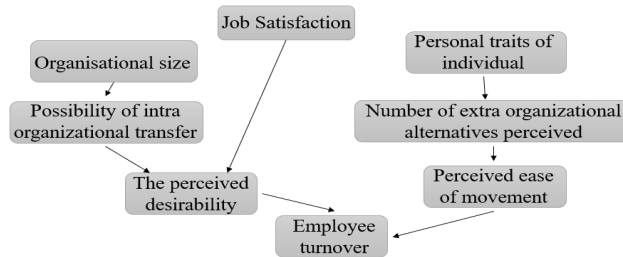 Job Satisfaction
Organisational size
Personal traits of
individual
Possibility of intra
organizational transfer
Number of extra organizational
alternatives perceived
The perceived
desirability
Perceived ease
of movement
Employee
turnover